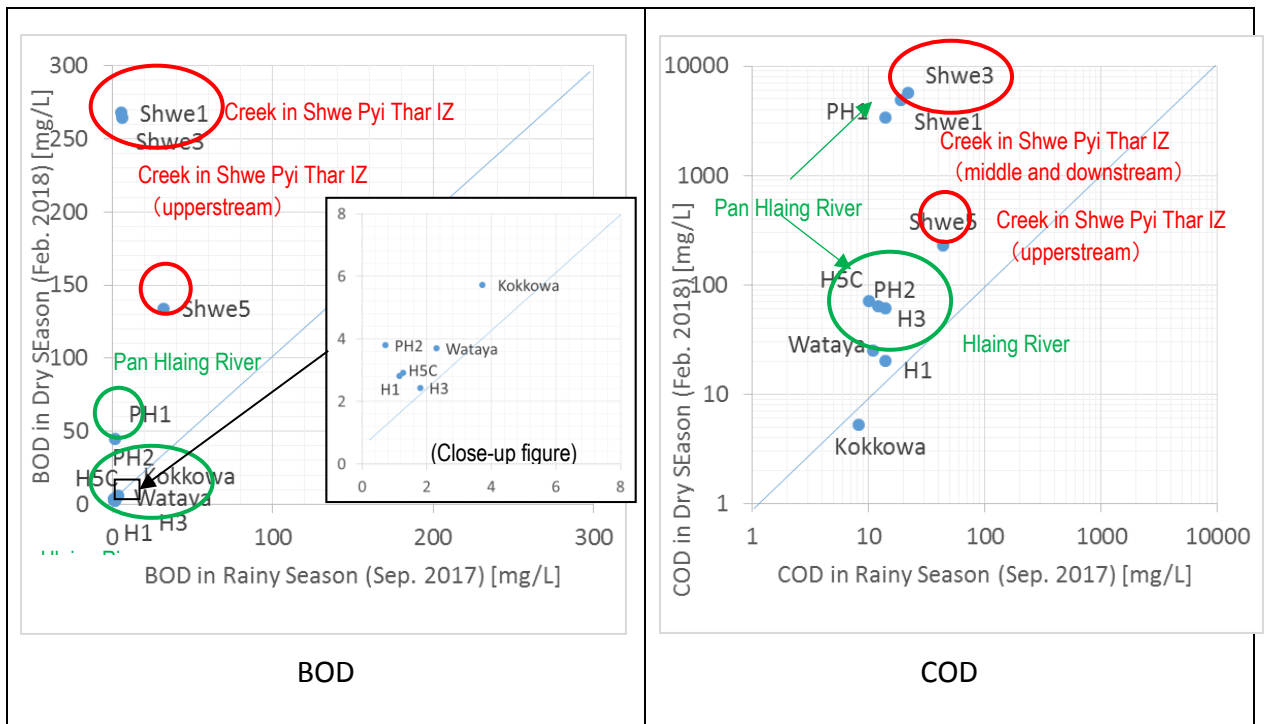 300
250
200
150
100
50
0
0
100
200
300
BOD in Dry SEason (Feb. 2018) [mg/L]
BOD in Rainy Season (Sep. 2017) [mg/L]
Shwe1
Creek in Shwe Pyi Thar IZ
Shwe3
Creek in Shwe Pyi Thar IZ
（upperstream）
Shwe5
Pan Hlaing River
PH1
PH2
H5C
Kokkowa
Wataya
H3
H1
8
6
4
2
0
0
2
4
6
8
Kokkowa
PH2
Wataya
H5C
H1
H3
(Close-up figure)
BOD
10000
1000
100
10
1
1
10
100
1000
10000
COD in Dry SEason (Feb. 2018) [mg/L]
COD in Rainy Season (Sep. 2017) [mg/L]
Shwe3
PH1
Shwe1
Creek in Shwe Pyi Thar IZ
（middle and downstream）
Pan Hlaing River
Shwe5
Creek in Shwe Pyi Thar IZ
（upperstream）
H5C
PH2
H3
Hlaing River
Wataya
H1
Kokkowa
COD